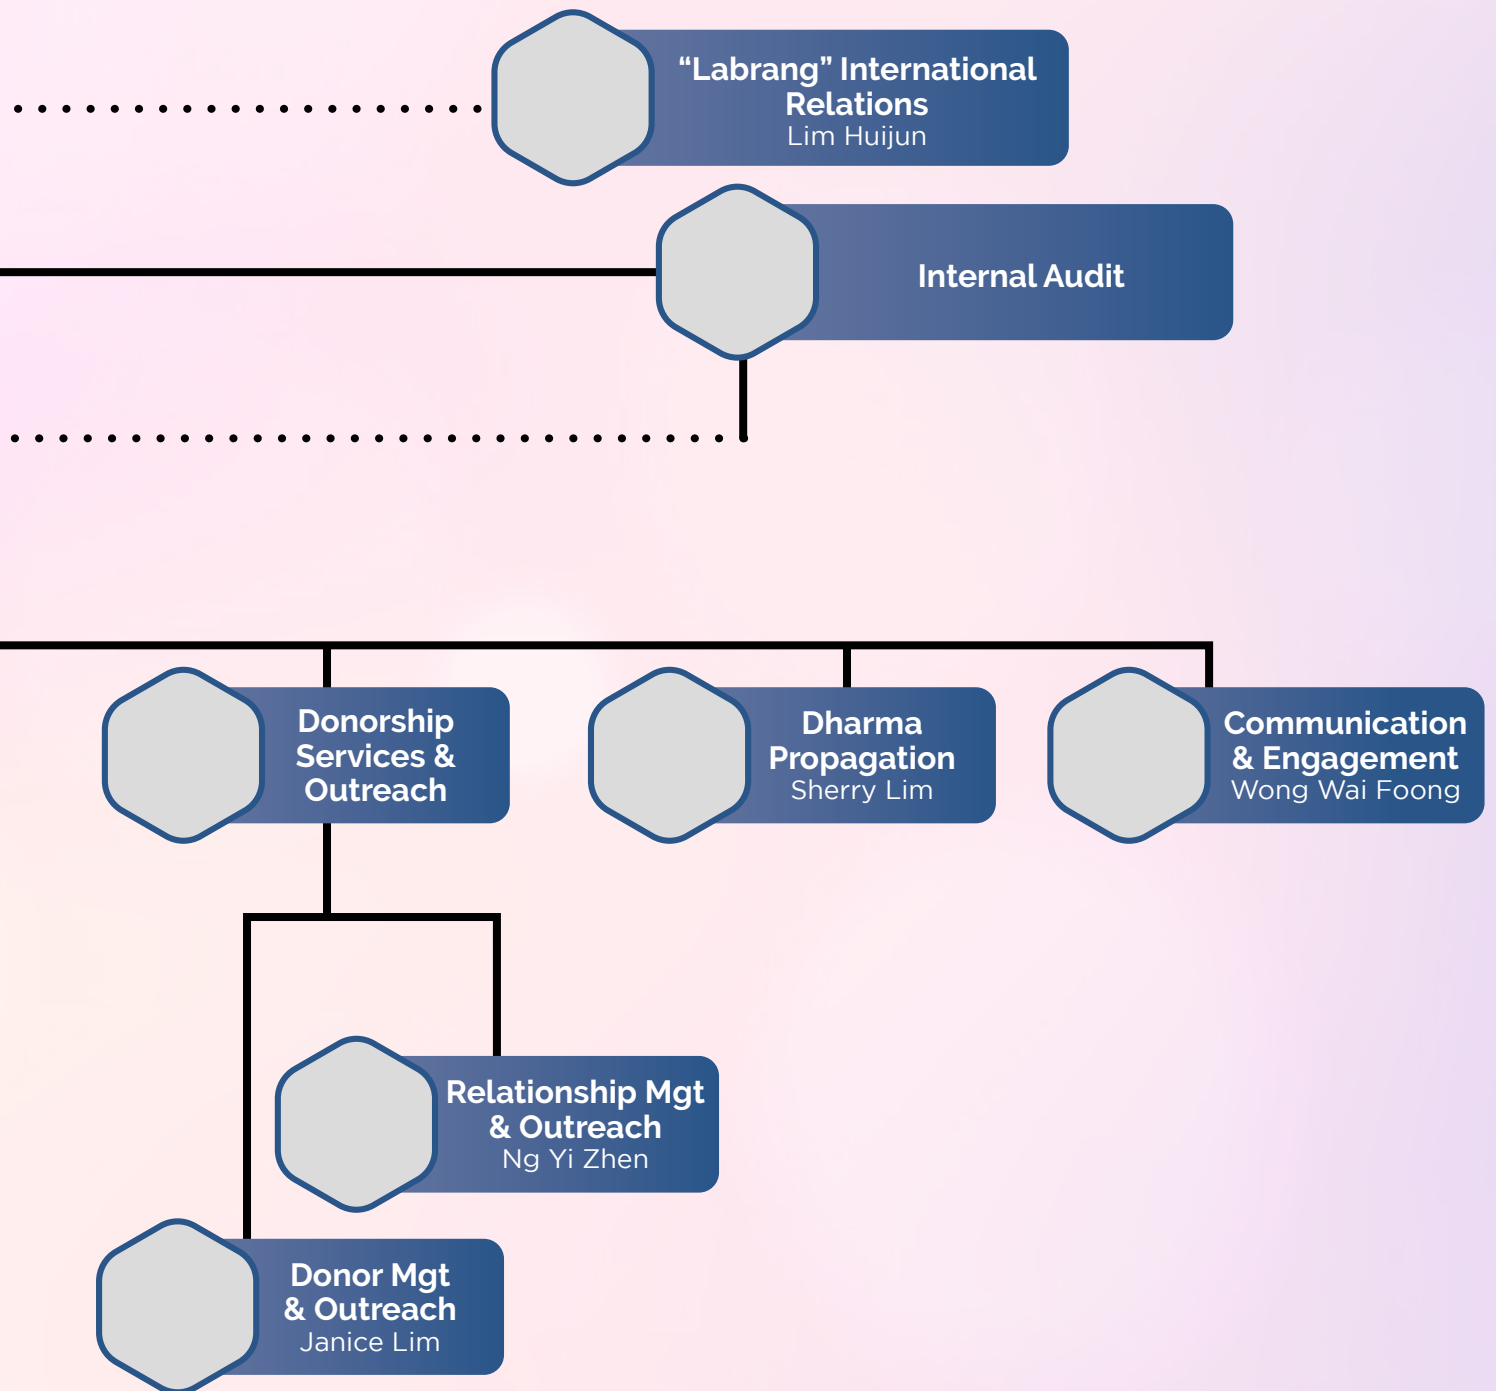 “Labrang” International
Relations
Lim Huijun
Internal Audit
Donorship
Services &
Outreach
Dharma
Propagation
Sherry Lim
Communication
& Engagement
Wong Wai Foong
Relationship Mgt
& Outreach
Ng Yi Zhen
Donor Mgt
& Outreach
Janice Lim